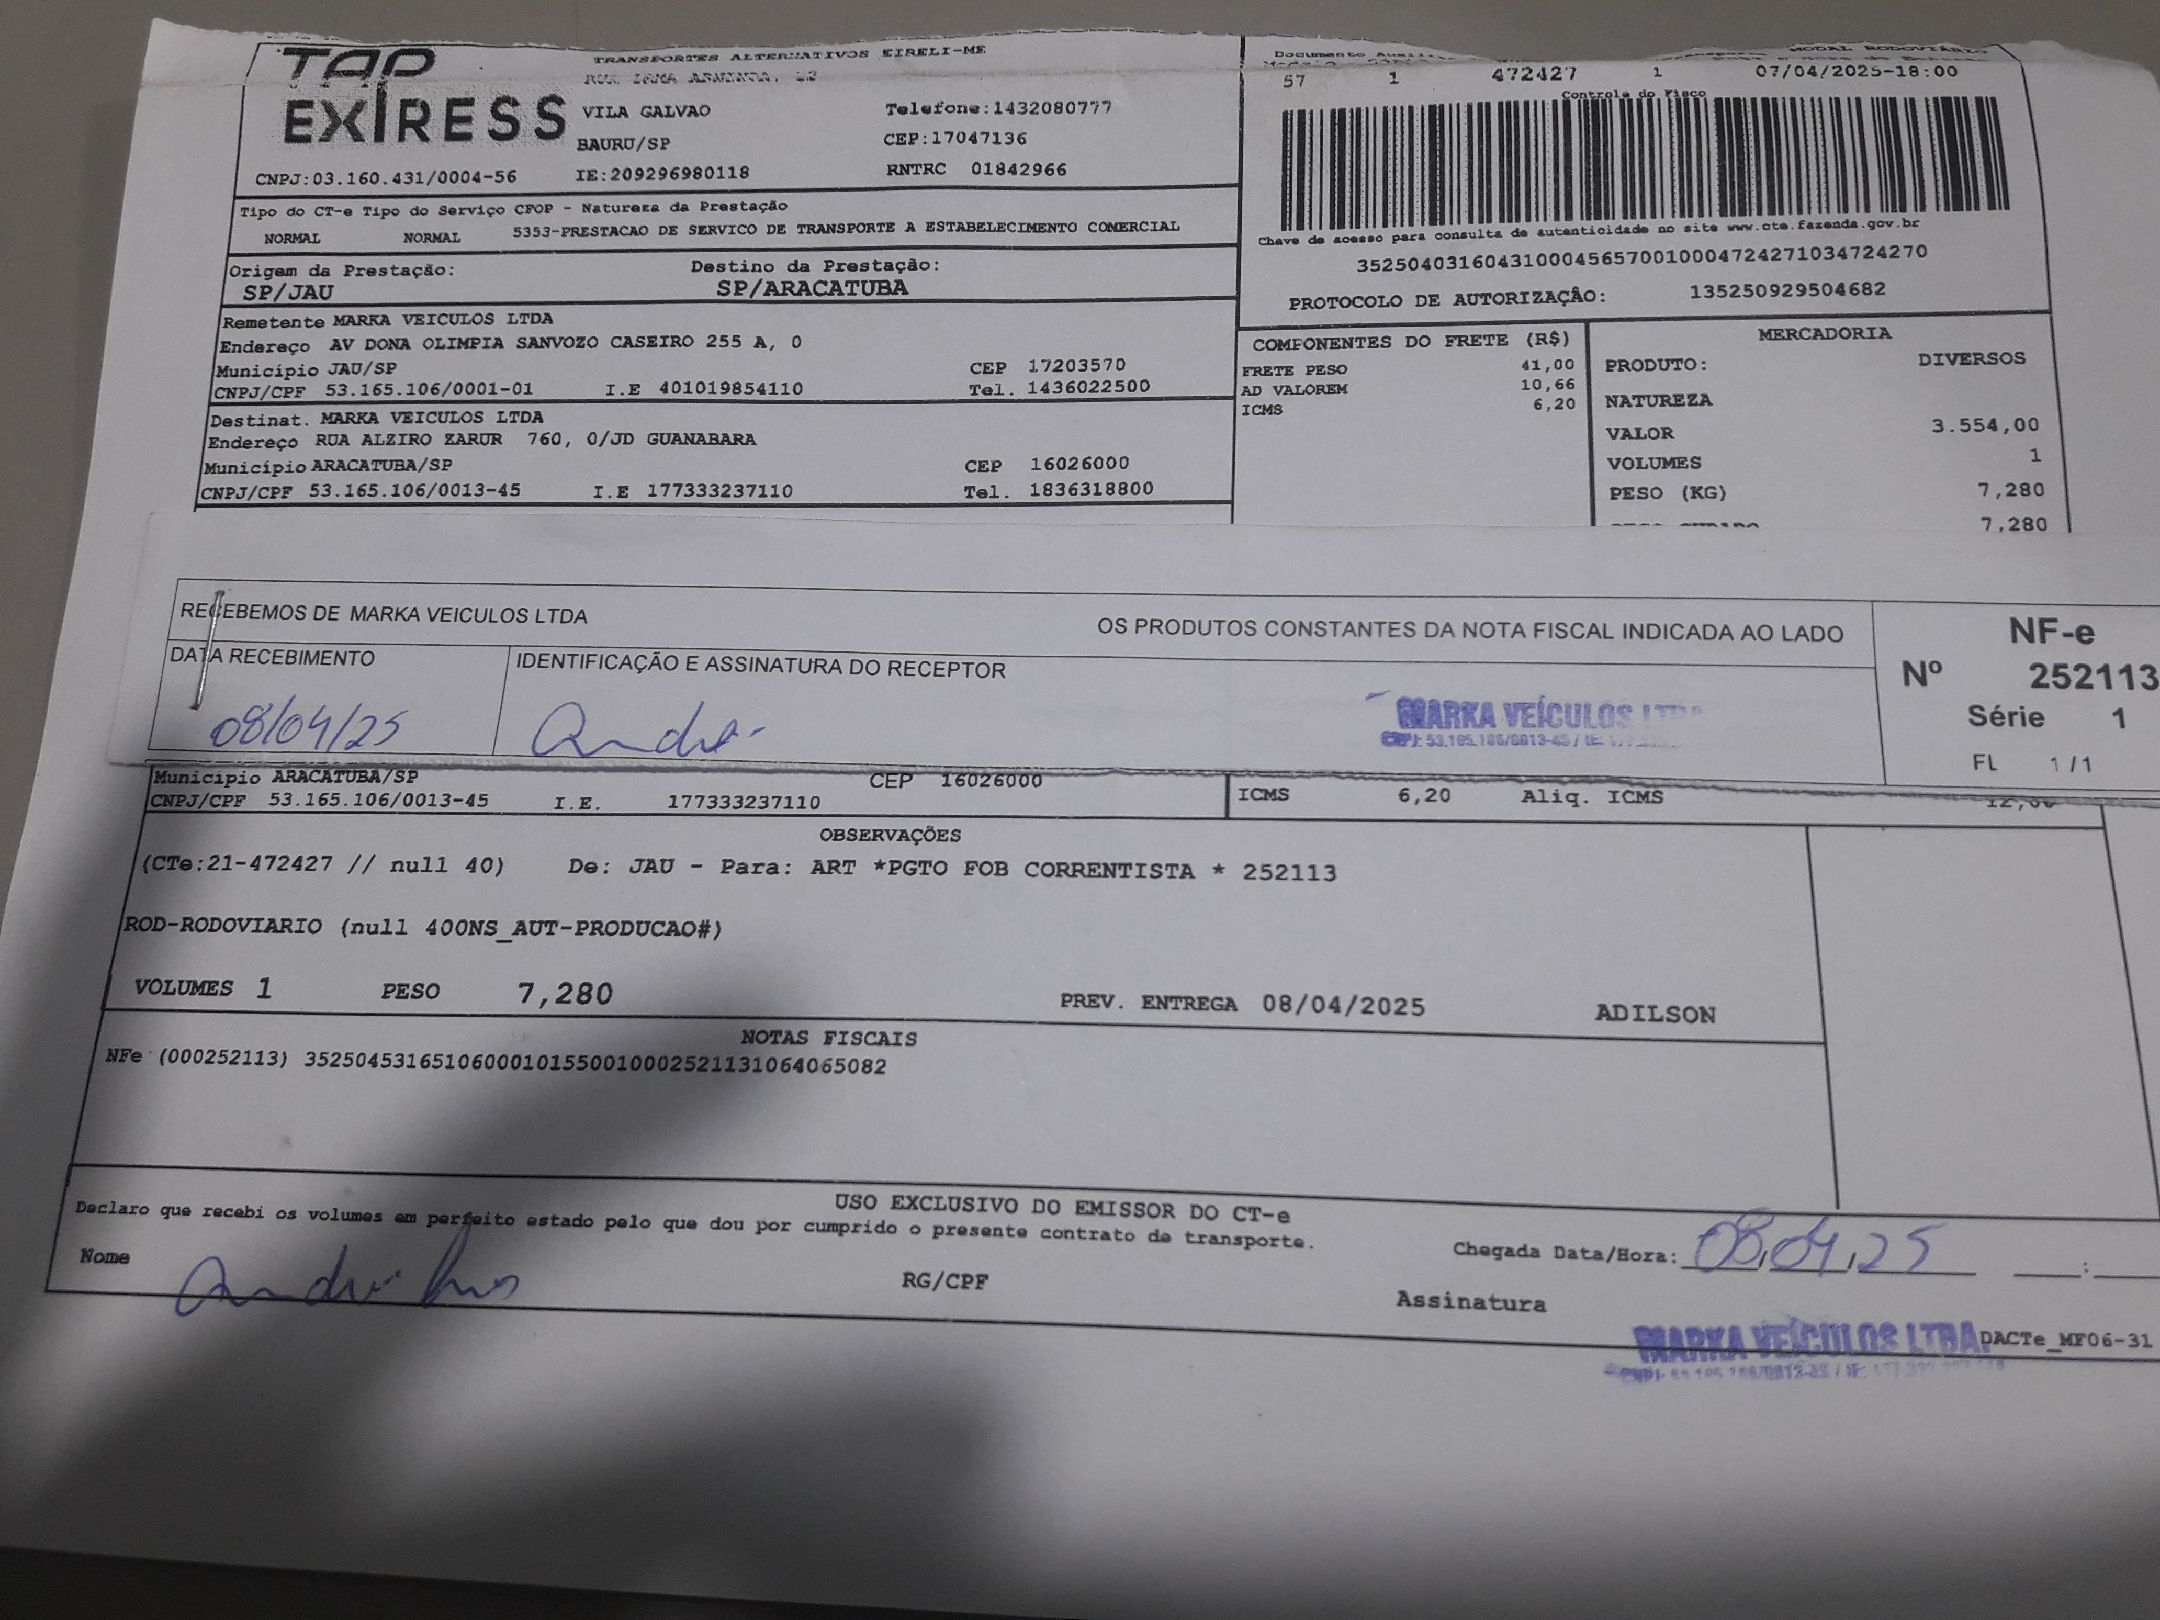 TAP
EXPRESS
TRANSPORTES ALTERNATIVOS EIRELI-ME
VILA GALVAO Telefone:1432080777
BAURU/SP CEP:17047136
CNPJ:03.160.431/0004-56 IE:209296980118 RNTRC 01842966
57 1 472427 1 07/04/2025-18:00
Controle do Fisco
Chave de acesso para consulta de autenticidade no site www.cte.fazenda.gov.br
35250403160431000456570010004724271034724270
PROTOCOLO DE AUTORIZAÇÃO: 135250929504682
Tipo do CT-e Tipo do Serviço CFOP - Natureza da Prestação
NORMAL NORMAL 5353-PRESTACAO DE SERVICO DE TRANSPORTE A ESTABELECIMENTO COMERCIAL
Origem da Prestação: Destino da Prestação:
SP/JAU SP/ARACATUBA
Remetente MARKA VEICULOS LTDA
Endereço AV DONA OLIMPIA SANVOZO CASEIRO 255 A, 0
Município JAU/SP CEP 17203570
CNPJ/CPF 53.165.106/0001-01 I.E 401019854110 Tel. 1436022500
Destinat. MARKA VEICULOS LTDA
Endereço RUA ALZIRO ZARUR 760, 0/JD GUANABARA
Município ARACATUBA/SP CEP 16026000
CNPJ/CPF 53.165.106/0013-45 I.E 177333237110 Tel. 1836318800
COMPONENTES DO FRETE (R$)
FRETE PESO 41,00
AD VALOREM 10,66
ICMS 6,20
MERCADORIA
PRODUTO: DIVERSOS
NATUREZA
VALOR 3.554,00
VOLUMES 1
PESO (KG) 7,280
7,280
RECEBEMOS DE MARKA VEICULOS LTDA OS PRODUTOS CONSTANTES DA NOTA FISCAL INDICADA AO LADO
DATA RECEBIMENTO IDENTIFICAÇÃO E ASSINATURA DO RECEPTOR
08/04/25 André
MARKA VEÍCULOS LTDA
CNPJ: 53.165.106/0013-45 / IE:
NF-e
Nº 252113
Série 1
FL 1/1
Município ARACATUBA/SP CEP 16026000
CNPJ/CPF 53.165.106/0013-45 I.E. 177333237110
ICMS 6,20 Aliq. ICMS 12,00
OBSERVAÇÕES
(CTe:21-472427 // null 40) De: JAU - Para: ART *PGTO FOB CORRENTISTA * 252113
ROD-RODOVIARIO (null 400NS_AUT-PRODUCAO#)
VOLUMES 1 PESO 7,280 PREV. ENTREGA 08/04/2025 ADILSON
NOTAS FISCAIS
NFe (000252113) 35250453165106000101550010002521131064065082
USO EXCLUSIVO DO EMISSOR DO CT-e
Declaro que recebi os volumes em perfeito estado pelo que dou por cumprido o presente contrato de transporte.
Nome André RG/CPF Chegada Data/Hora: 08/04/25 :
Assinatura
MARKA VEÍCULOS LTDA DACTe_MF06-31